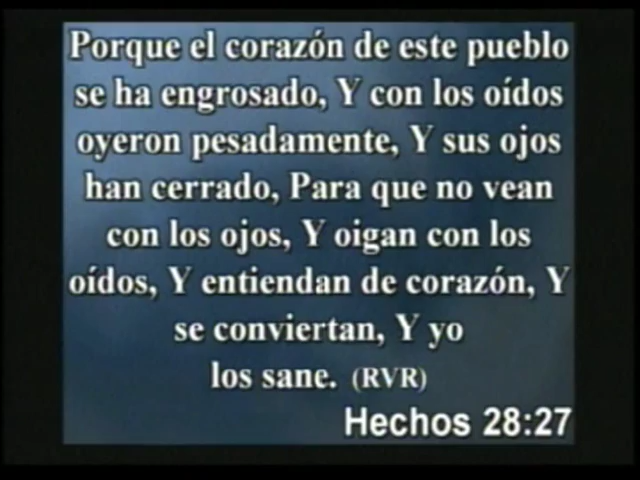 Porque el corazón de este pueblo
se ha engrosado, Y con los oídos
oyeron pesadamente, Y sus ojos
han cerrado, Para que no vean
con los ojos, Y oigan con los
oídos, Y entiendan de corazón, Y
se conviertan, Y yo
los sane. (RVR)
Hechos 28:27